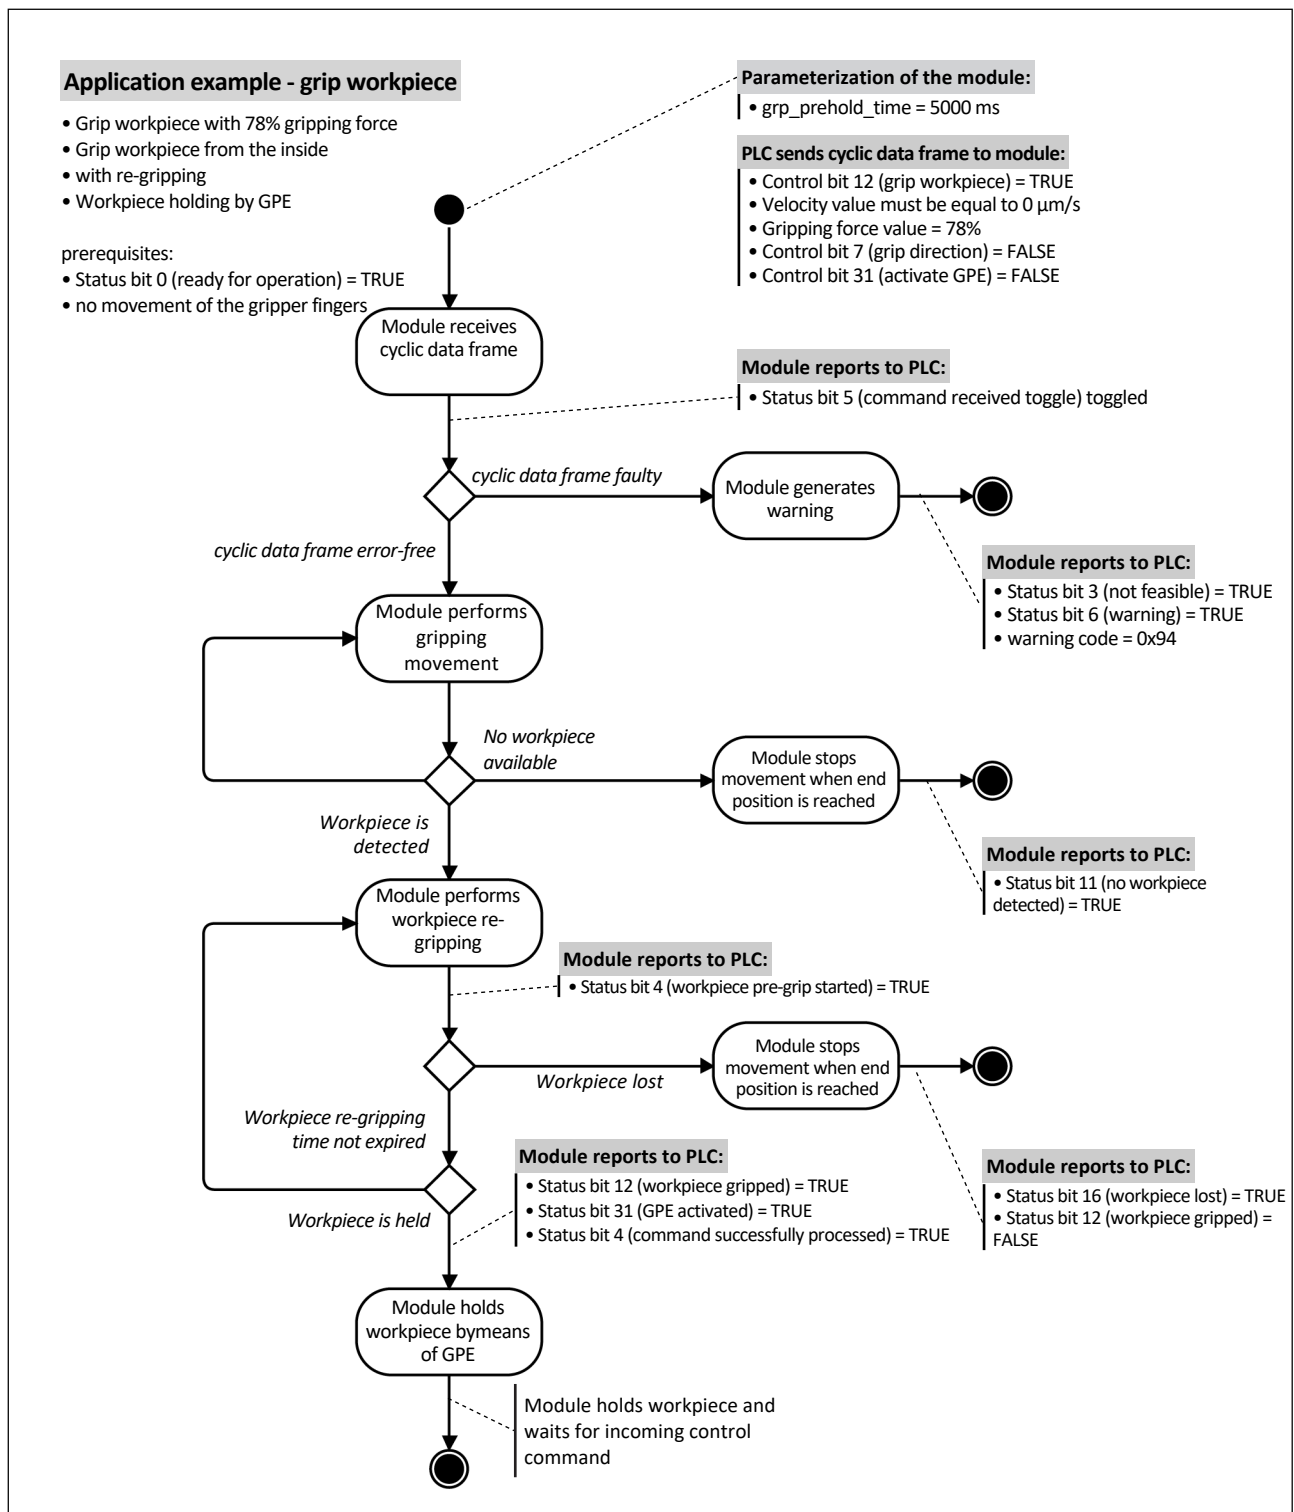 Application example - grip workpiece
• Grip workpiece with 78% gripping force
• Grip workpiece from the inside
• with re-gripping
• Workpiece holding by GPE
prerequisites:
• Status bit 0 (ready for operation) = TRUE
• no movement of the gripper fingers
Parameterization of the module:
• grp_prehold_time = 5000 ms
PLC sends cyclic data frame to module:
• Control bit 12 (grip workpiece) = TRUE
• Velocity value must be equal to 0 µm/s
• Gripping force value = 78%
• Control bit 7 (grip direction) = FALSE
• Control bit 31 (activate GPE) = FALSE
Module receives
cyclic data frame
Module reports to PLC:
• Status bit 5 (command received toggle) toggled
cyclic data frame faulty
Module generates
warning
cyclic data frame error-free
Module reports to PLC:
• Status bit 3 (not feasible) = TRUE
• Status bit 6 (warning) = TRUE
• warning code = 0x94
Module performs
gripping
movement
No workpiece
available
Module stops
movement when end
position is reached
Workpiece is
detected
Module reports to PLC:
• Status bit 11 (no workpiece
detected) = TRUE
Module performs
workpiece re-
gripping
Module reports to PLC:
• Status bit 4 (workpiece pre-grip started) = TRUE
Workpiece lost
Module stops
movement when end
position is reached
Workpiece re-gripping
time not expired
Module reports to PLC:
• Status bit 12 (workpiece gripped) = TRUE
• Status bit 31 (GPE activated) = TRUE
• Status bit 4 (command successfully processed) = TRUE
Module reports to PLC:
• Status bit 16 (workpiece lost) = TRUE
• Status bit 12 (workpiece gripped) =
FALSE
Workpiece is held
Module holds
workpiece bymeans
of GPE
Module holds workpiece and
waits for incoming control
command